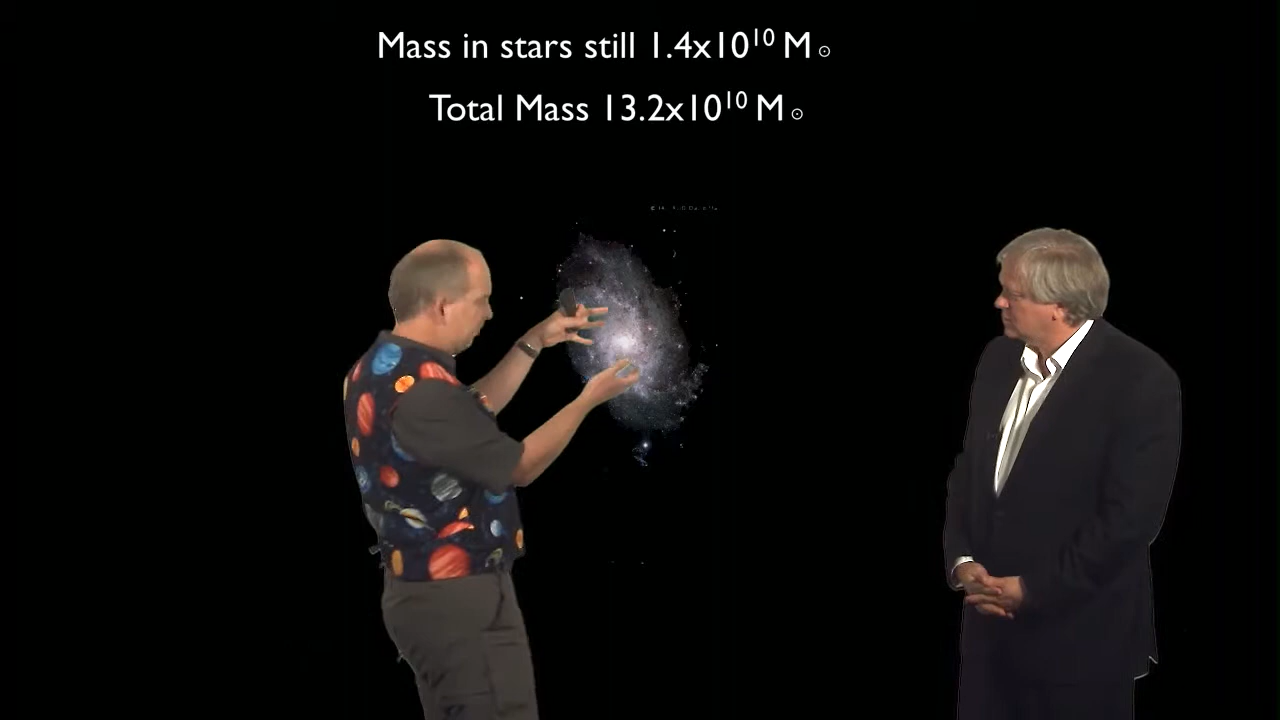 Mass in stars still 1.4x10¹⁰ M☉
Total Mass 13.2x10¹⁰ M☉